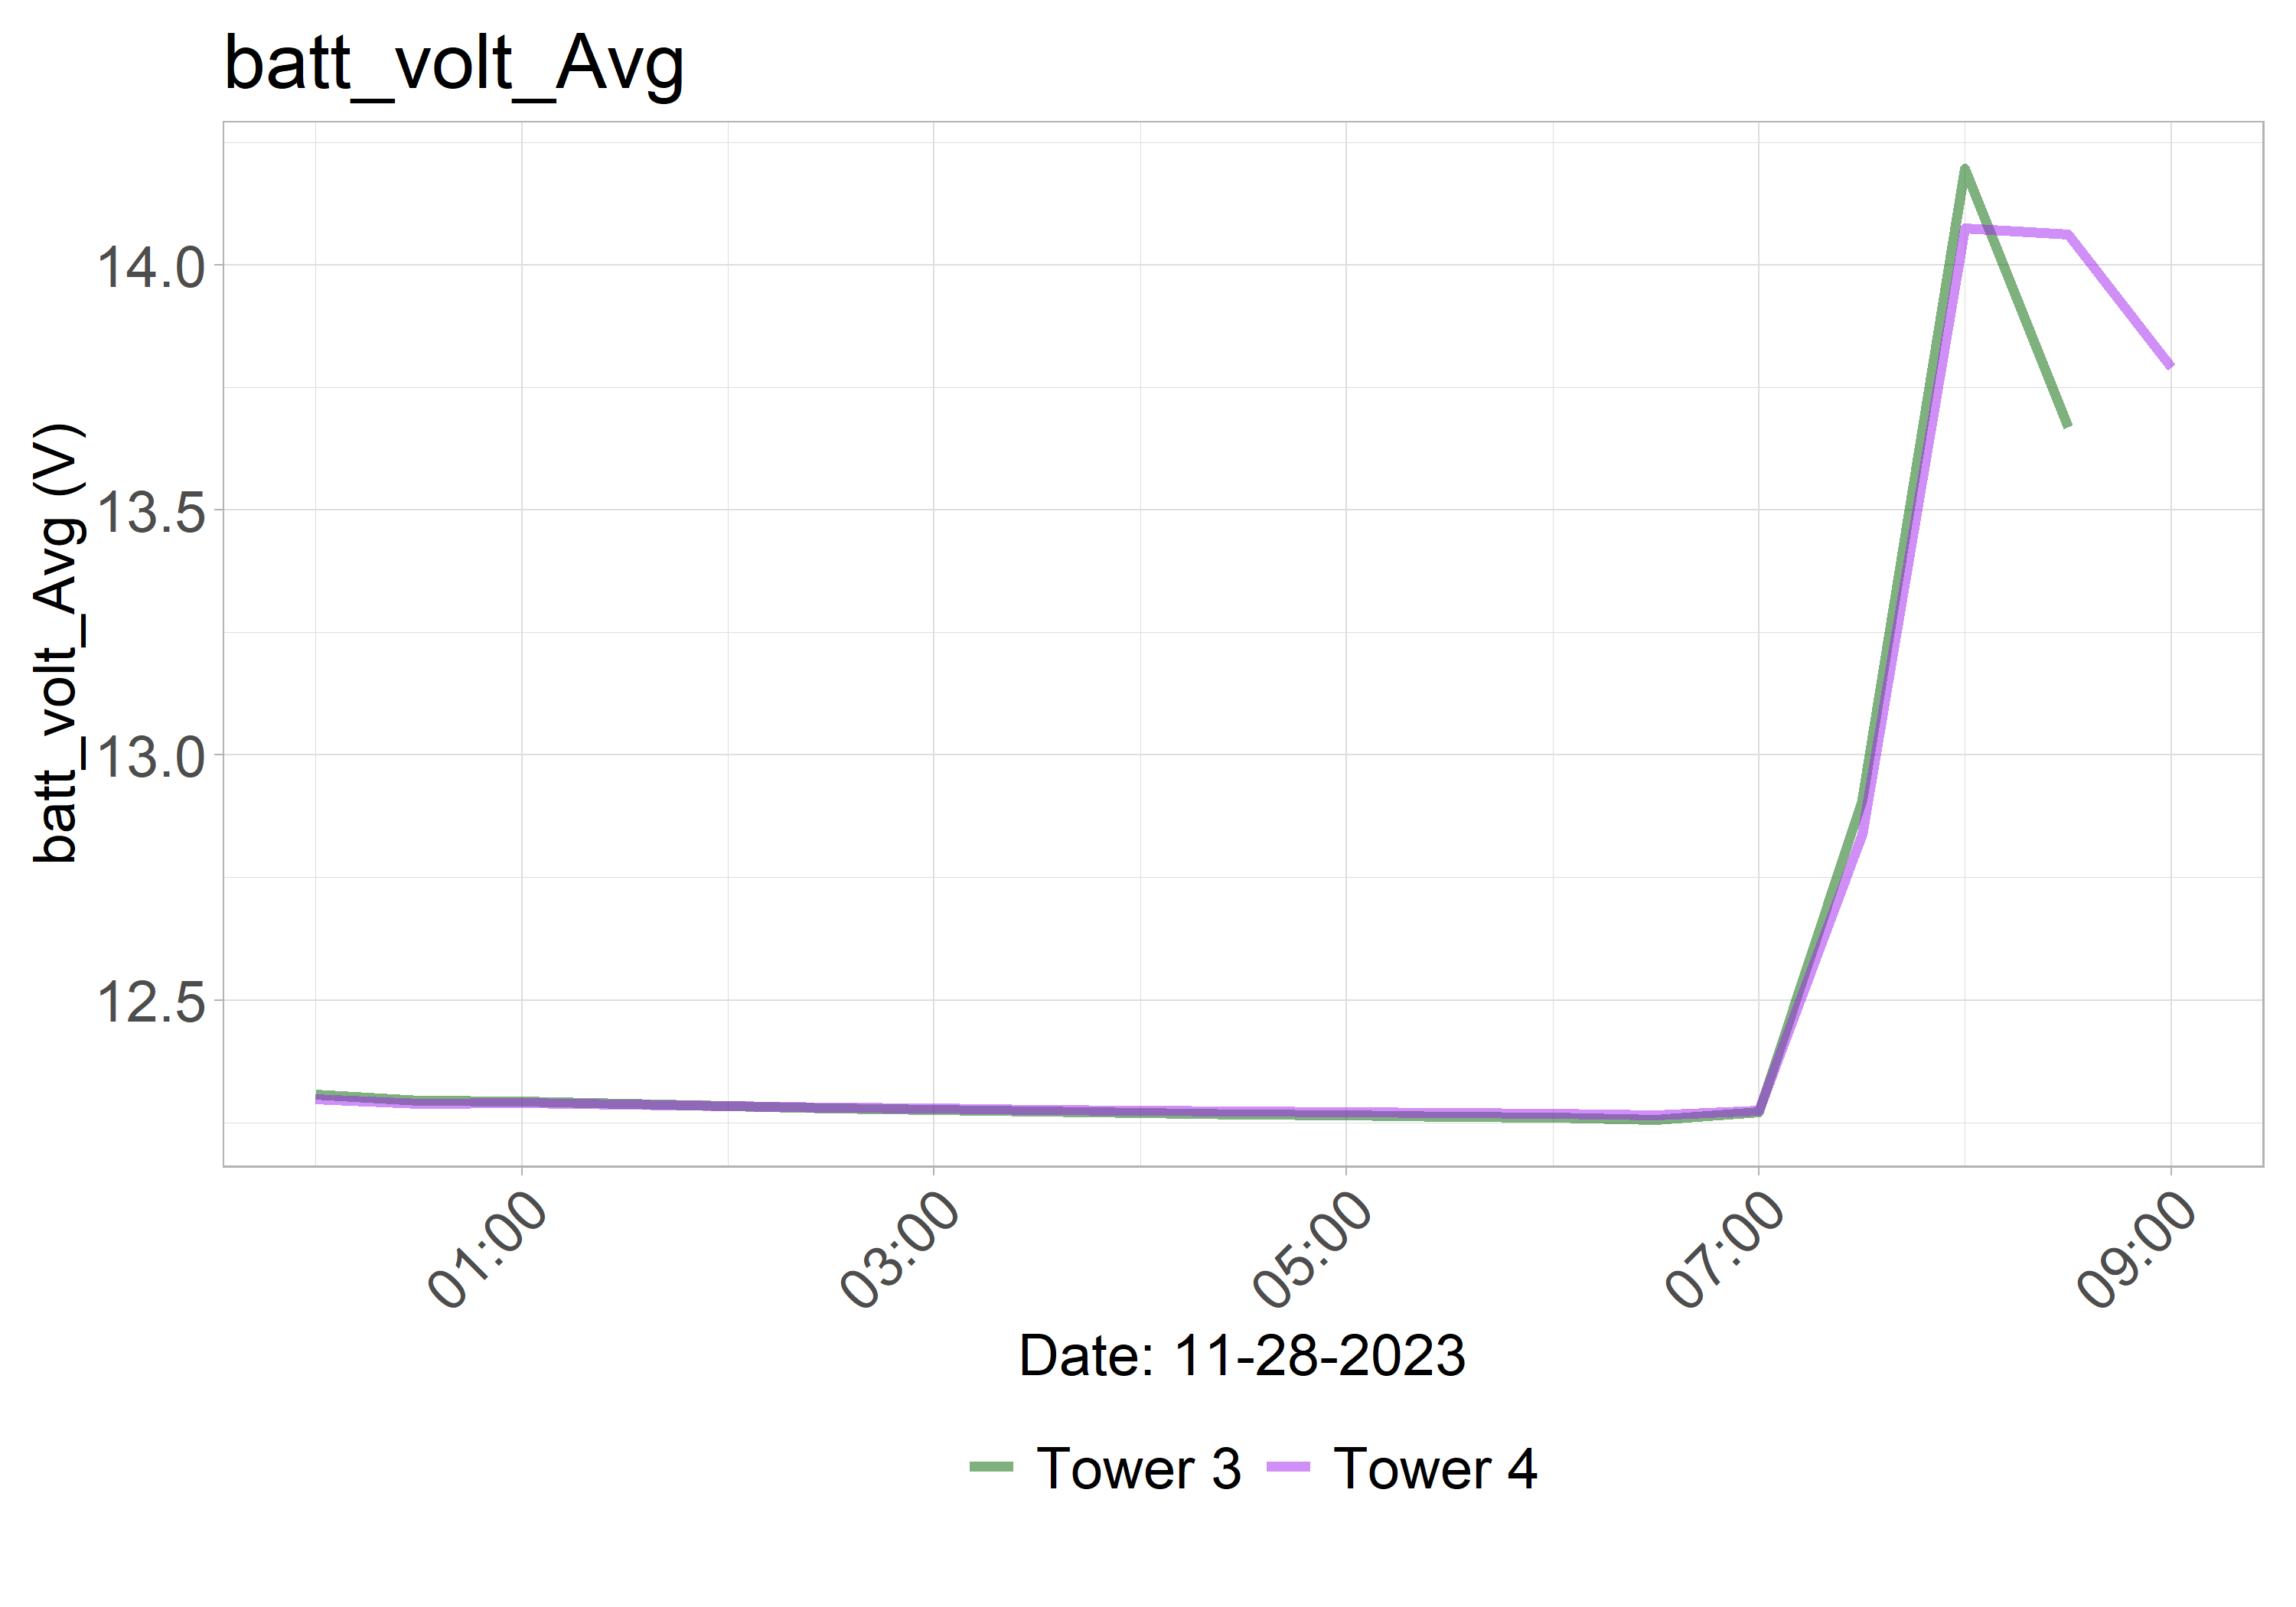 batt_volt_Avg
batt_volt_Avg (V)
14.0
13.5
13.0
12.5
01:00 03:00 05:00 07:00 09:00
Date: 11-28-2023
Tower 3 Tower 4